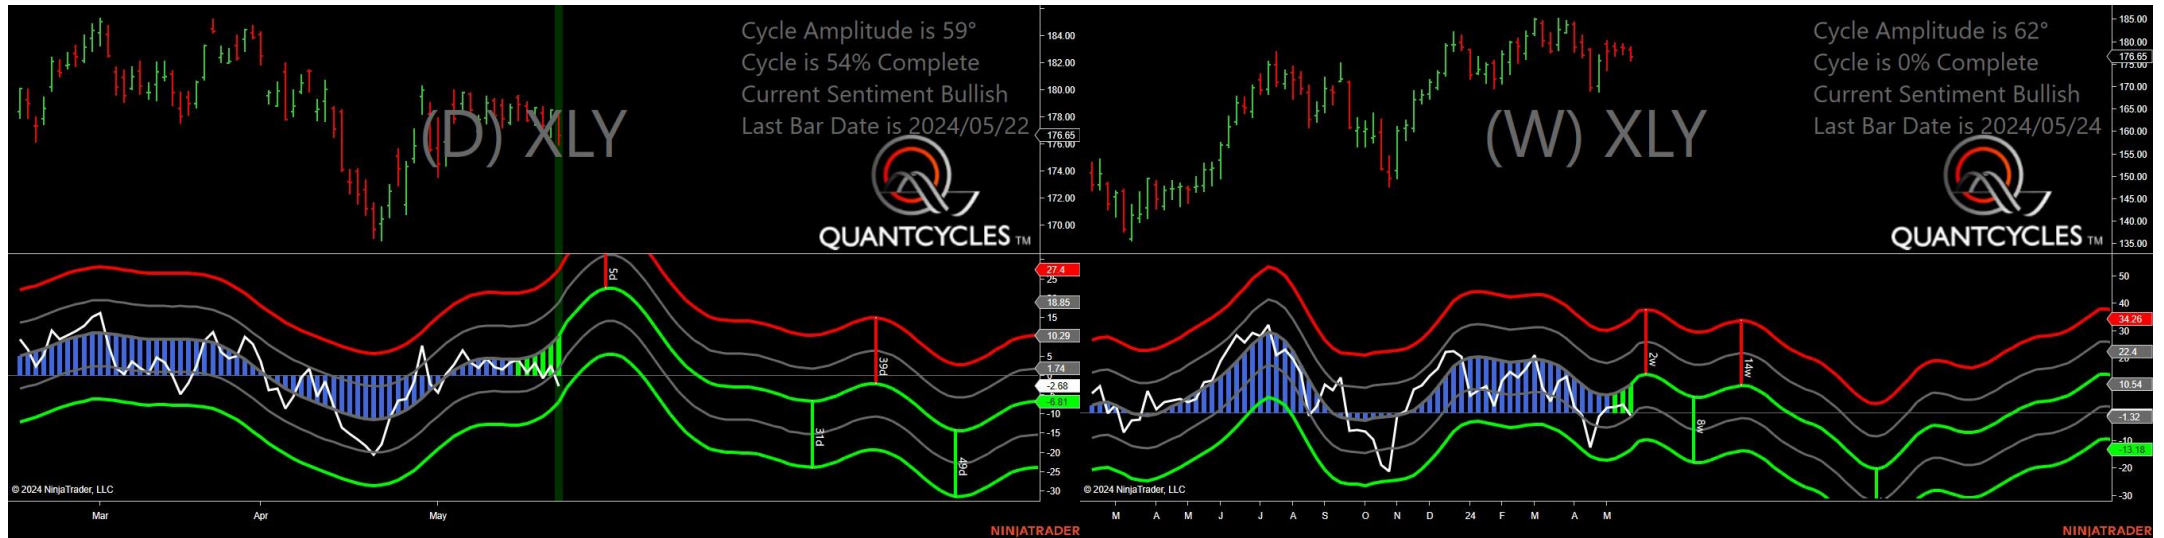 Cycle Amplitude is 59°
Cycle is 54% Complete
Current Sentiment Bullish
Last Bar Date is 2024/05/22
(D) XLY
QUANTCYCLES TM
184.00
182.00
180.00
178.00
176.65
176.00
174.00
172.00
170.00
5d
39d
31d
49d
27.4
25
18.85
15
10.29
5
1.74
-2.68
-6.81
-10
-15
-20
-25
-30
© 2024 NinjaTrader, LLC
Mar Apr May
NINJATRADER
Cycle Amplitude is 62°
Cycle is 0% Complete
Current Sentiment Bullish
Last Bar Date is 2024/05/24
(W) XLY
QUANTCYCLES TM
185.00
180.00
176.65
175.00
170.00
165.00
160.00
155.00
150.00
145.00
140.00
135.00
2w
14w
8w
50
40
34.26
30
22.4
10.54
-1.32
-10
-13.18
-20
-30
© 2024 NinjaTrader, LLC
M A M J J A S O N D 24 F M A M
NINJATRADER